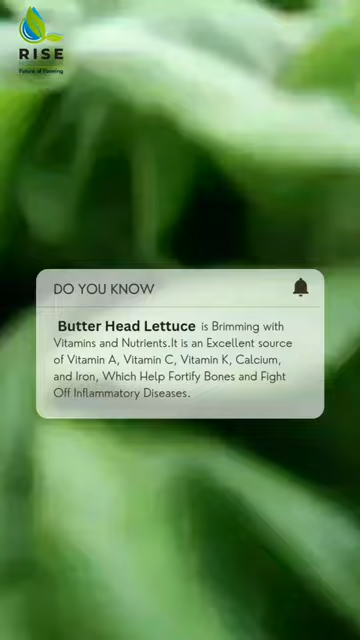 RISE
Future of Farming
DO YOU KNOW
Butter Head Lettuce is Brimming with
Vitamins and Nutrients.It is an Excellent source
of Vitamin A, Vitamin C, Vitamin K, Calcium,
and Iron, Which Help Fortify Bones and Fight
Off Inflammatory Diseases.